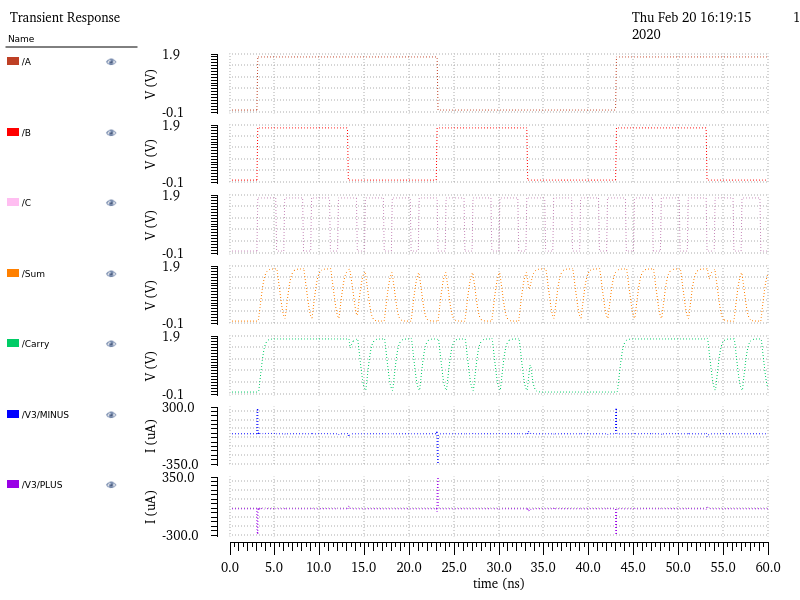 Transient Response
Thu Feb 20 16:19:15 2020
1
Name
/A
/B
/C
/Sum
/Carry
/V3/MINUS
/V3/PLUS
1.9
V (V)
-0.1
1.9
V (V)
-0.1
1.9
V (V)
-0.1
1.9
V (V)
-0.1
1.9
V (V)
-0.1
300.0
I (uA)
-350.0
350.0
I (uA)
-300.0
0.0 5.0 10.0 15.0 20.0 25.0 30.0 35.0 40.0 45.0 50.0 55.0 60.0
time (ns)